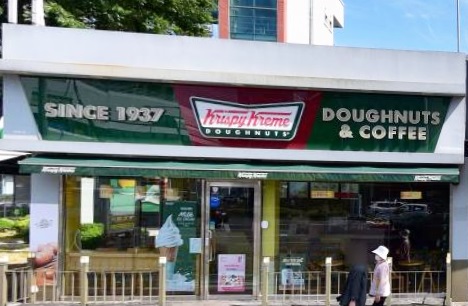 SINCE 1937
Krispy Kreme
DOUGHNUTS
DOUGHNUTS
& COFFEE